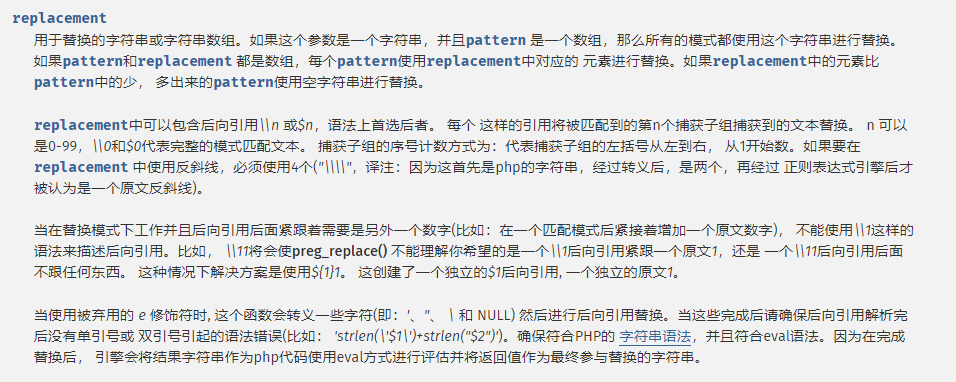 replacement
用于替换的字符串或字符串数组。如果这个参数是一个字符串，并且pattern 是一个数组，那么所有的模式都使用这个字符串进行替换。
如果pattern和replacement 都是数组，每个pattern使用replacement中对应的 元素进行替换。如果replacement中的元素比
pattern中的少， 多出来的pattern使用空字符串进行替换。
replacement中可以包含后向引用\\n 或$n，语法上首选后者。 每个 这样的引用将被匹配到的第n个捕获子组捕获到的文本替换。 n 可以
是0-99，\\0和$0代表完整的模式匹配文本。 捕获子组的序号计数方式为：代表捕获子组的左括号从左到右， 从1开始数。如果要在
replacement 中使用反斜线，必须使用4个("\\\\"，译注：因为这首先是php的字符串，经过转义后，是两个，再经过 正则表达式引擎后才
被认为是一个原文反斜线)。
当在替换模式下工作并且后向引用后面紧跟着需要是另外一个数字(比如：在一个匹配模式后紧接着增加一个原文数字)， 不能使用\\1这样的
语法来描述后向引用。比如， \\11将会使preg_replace() 不能理解你希望的是一个\\1后向引用紧跟一个原文1，还是 一个\\11后向引用后面
不跟任何东西。 这种情况下解决方案是使用${1}1。 这创建了一个独立的$1后向引用, 一个独立的原文1。
当使用被弃用的 e 修饰符时, 这个函数会转义一些字符(即：'、"、 \ 和 NULL) 然后进行后向引用替换。当这些完成后请确保后向引用解析完
后没有单引号或 双引号引起的语法错误(比如： 'strlen(\'$1\')+strlen("$2")')。确保符合PHP的 字符串语法，并且符合eval语法。因为在完成
替换后， 引擎会将结果字符串作为php代码使用eval方式进行评估并将返回值作为最终参与替换的字符串。